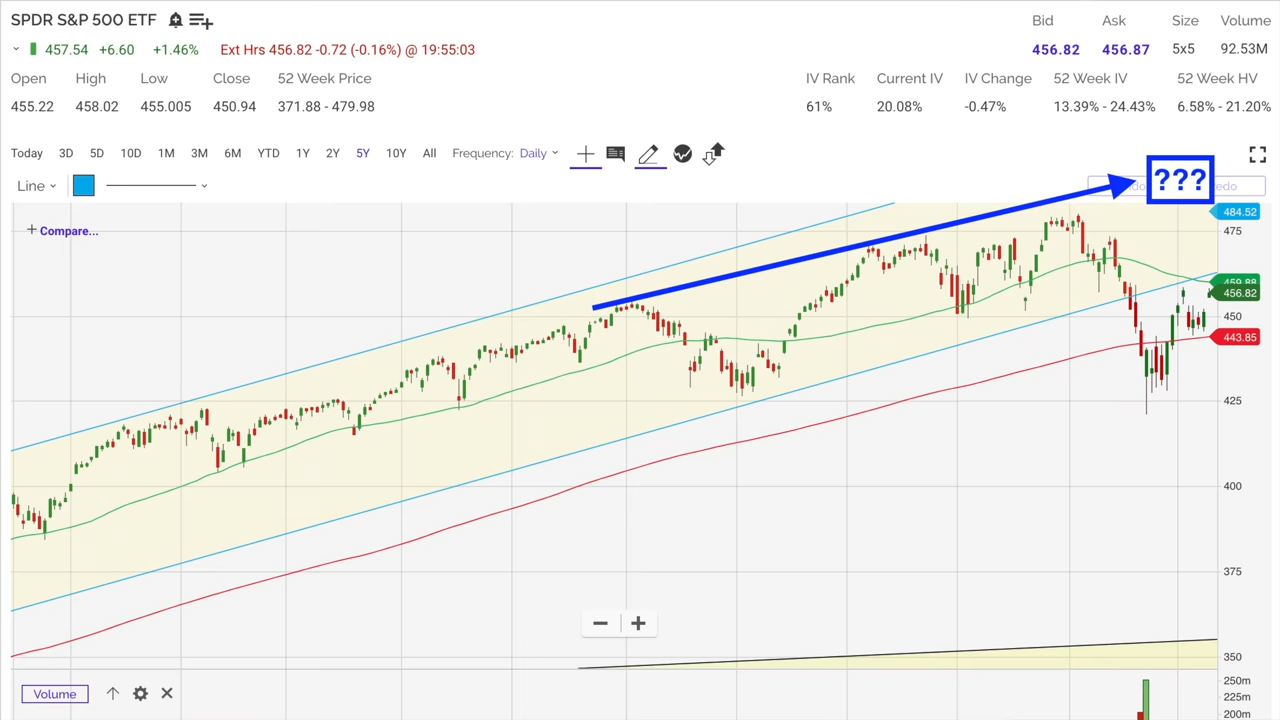 SPDR S&P 500 ETF
Bid Ask Size Volume
457.54 +6.60 +1.46% Ext Hrs 456.82 -0.72 (-0.16%) @ 19:55:03
456.82 456.87 5x5 92.53M
Open High Low Close 52 Week Price
IV Rank Current IV IV Change 52 Week IV 52 Week HV
455.22 458.02 455.005 450.94 371.88 - 479.98
61% 20.08% -0.47% 13.39% - 24.43% 6.58% - 21.20%
Today 3D 5D 10D 1M 3M 6M YTD 1Y 2Y 5Y 10Y All Frequency: Daily
Line
???
484.52
+ Compare...
475
459.88
456.82
450
443.85
425
400
375
350
Volume
250m
225m
200m